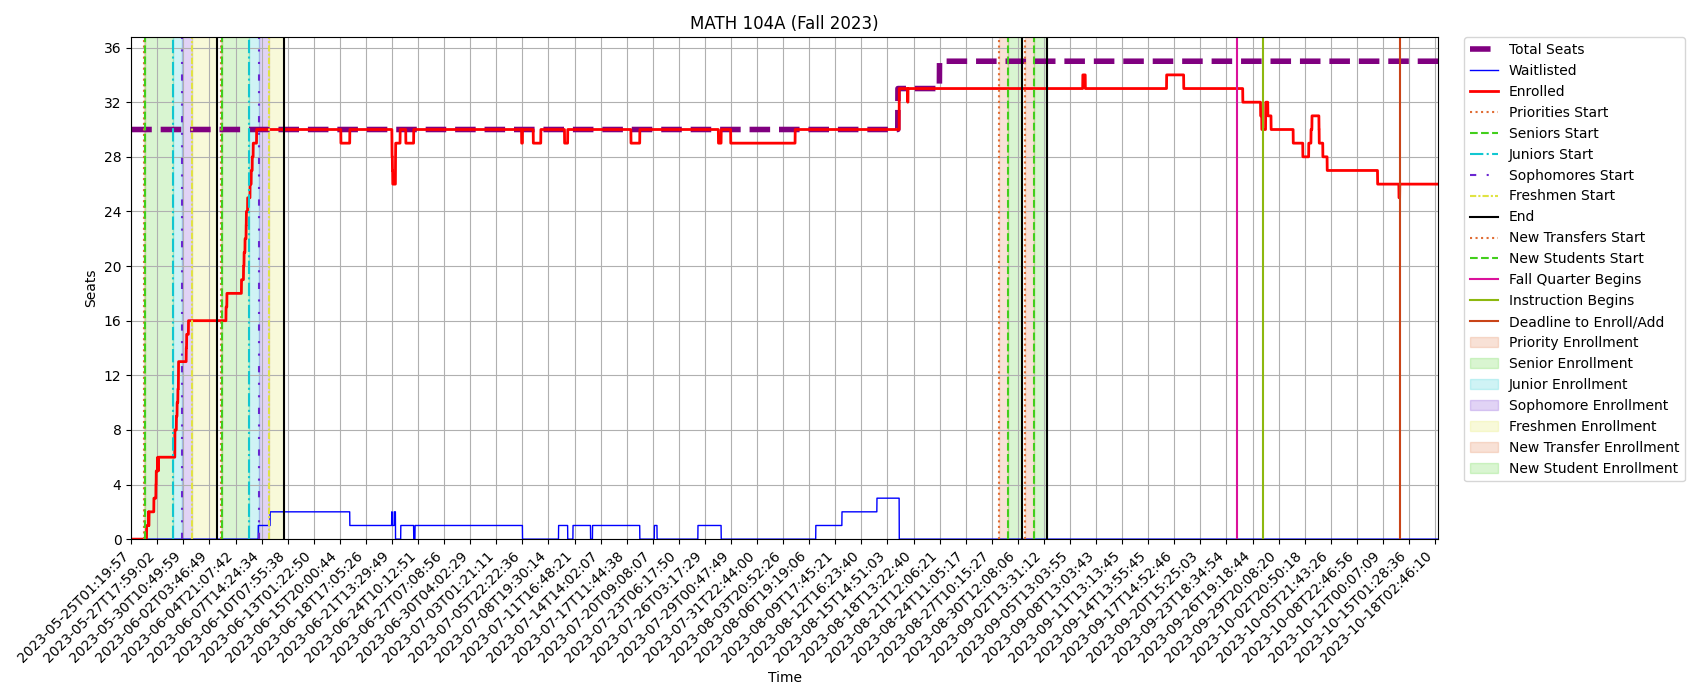 MATH 104A (Fall 2023)
Seats
36
32
28
24
20
16
12
8
4
0
2023-05-25T01:19:57
2023-05-27T17:59:02
2023-05-30T10:49:59
2023-06-02T03:46:49
2023-06-04T21:07:42
2023-06-07T14:24:34
2023-06-10T07:55:38
2023-06-13T01:22:50
2023-06-15T20:00:44
2023-06-18T17:05:26
2023-06-21T13:29:49
2023-06-24T10:12:51
2023-06-27T07:08:56
2023-06-30T04:02:29
2023-07-03T01:21:11
2023-07-05T22:22:36
2023-07-08T19:30:14
2023-07-11T16:48:21
2023-07-14T14:02:07
2023-07-17T11:44:38
2023-07-20T09:08:07
2023-07-23T06:17:50
2023-07-26T03:17:29
2023-07-29T00:47:49
2023-07-31T22:44:00
2023-08-03T20:52:26
2023-08-06T19:19:06
2023-08-09T17:45:21
2023-08-12T16:23:40
2023-08-15T14:51:03
2023-08-18T13:22:40
2023-08-21T12:06:21
2023-08-24T11:05:17
2023-08-27T10:15:27
2023-08-30T12:08:06
2023-09-02T13:31:12
2023-09-05T13:03:55
2023-09-08T13:03:43
2023-09-11T13:13:45
2023-09-14T13:55:45
2023-09-17T14:52:46
2023-09-20T15:25:03
2023-09-23T18:34:54
2023-09-26T19:18:44
2023-09-29T20:08:20
2023-10-02T20:50:18
2023-10-05T21:43:26
2023-10-08T22:46:56
2023-10-12T00:07:09
2023-10-15T01:28:36
2023-10-18T02:46:10
Time
Total Seats
Waitlisted
Enrolled
Priorities Start
Seniors Start
Juniors Start
Sophomores Start
Freshmen Start
End
New Transfers Start
New Students Start
Fall Quarter Begins
Instruction Begins
Deadline to Enroll/Add
Priority Enrollment
Senior Enrollment
Junior Enrollment
Sophomore Enrollment
Freshmen Enrollment
New Transfer Enrollment
New Student Enrollment